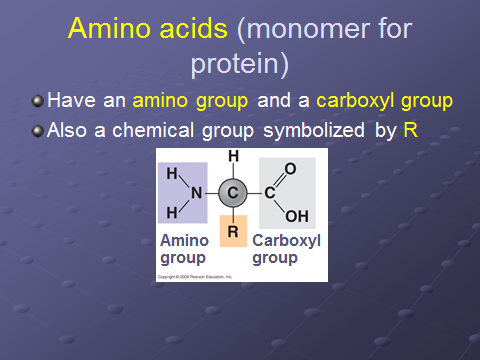 Amino acids (monomer for
protein)
Have an amino group and a carboxyl group
Also a chemical group symbolized by R
H
H
O
N
C
C
H
OH
R
Amino
group
Carboxyl
group
Copyright © 2009 Pearson Education, Inc.